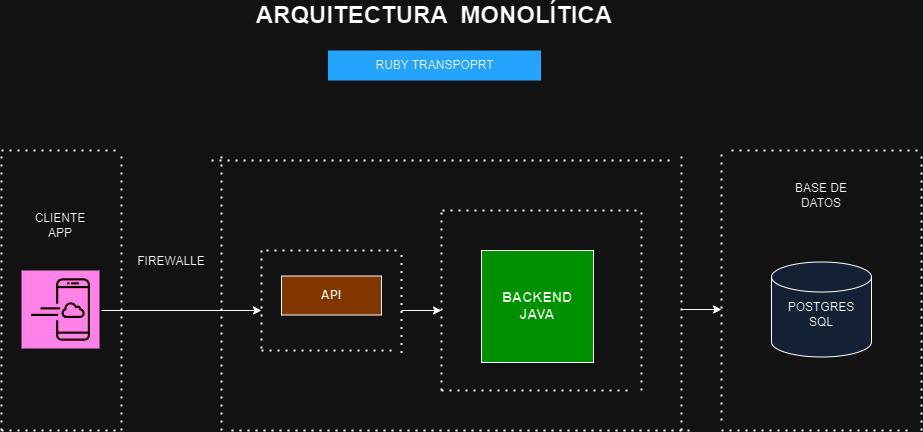 ARQUITECTURA MONOLÍTICA
RUBY TRANSPOPRT
CLIENTE
APP
FIREWALLE
API
BACKEND
JAVA
BASE DE
DATOS
POSTGRES
SQL